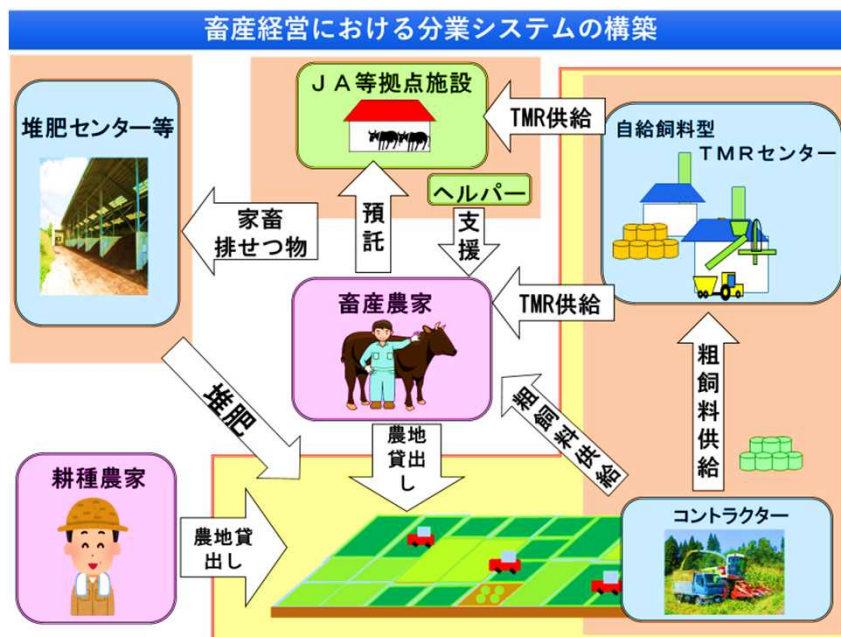 畜産経営における分業システムの構築
ＪＡ等拠点施設
堆肥センター等
TMR供給
自給飼料型
ＴＭＲセンター
ヘルパー
家畜
排せつ物
預託
支援
畜産農家
TMR供給
粗飼料供給
堆肥
粗飼料供給
農地
貸出
し
耕種農家
農地貸
出し
コントラクター